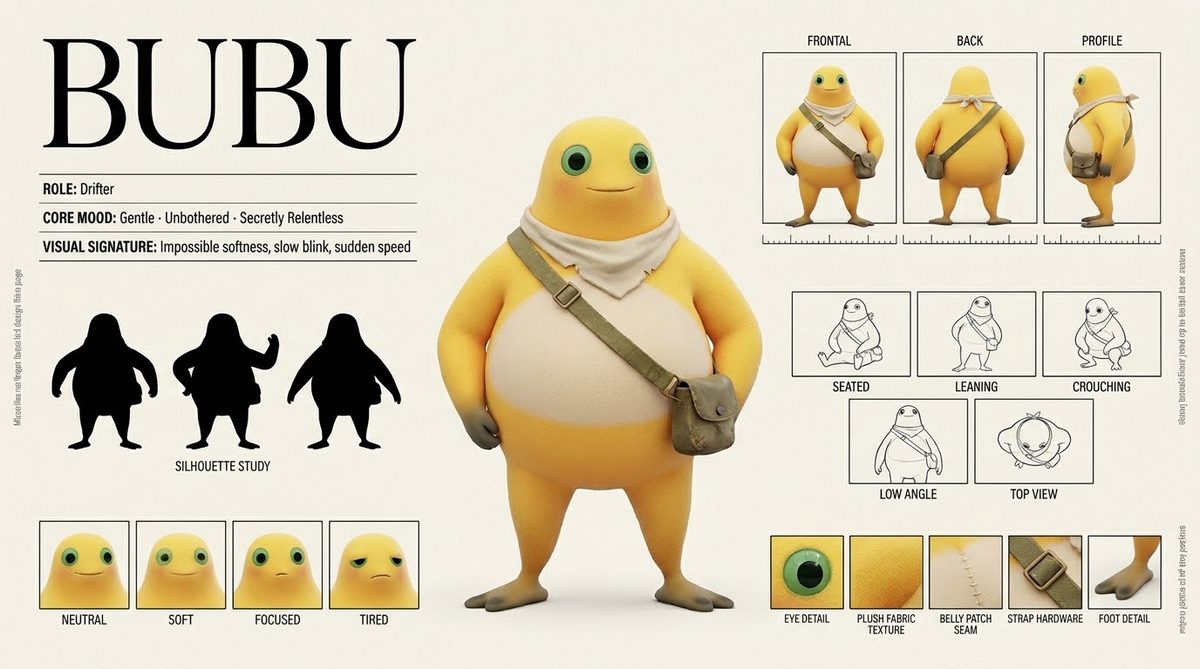 BUBU
ROLE: Drifter
CORE MOOD: Gentle · Unbothered · Secretly Relentless
VISUAL SIGNATURE: Impossible softness, slow blink, sudden speed
SILHOUETTE STUDY
NEUTRAL
SOFT
FOCUSED
TIRED
FRONTAL
BACK
PROFILE
SEATED
LEANING
CROUCHING
LOW ANGLE
TOP VIEW
EYE DETAIL
PLUSH FABRIC
TEXTURE
BELLY PATCH
SEAM
STRAP HARDWARE
FOOT DETAIL